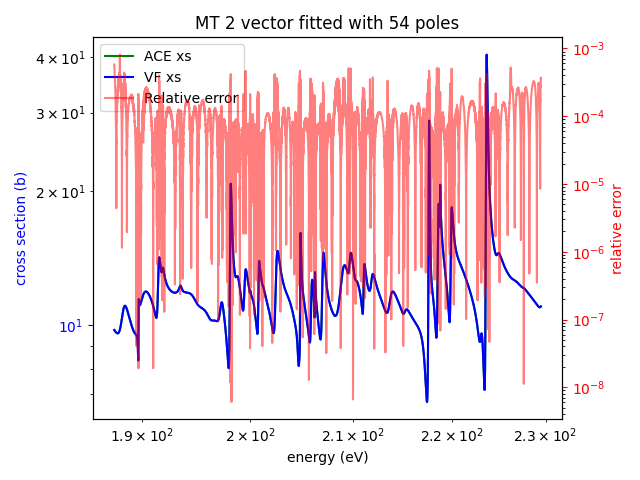 MT 2 vector fitted with 54 poles
ACE xs
VF xs
Relative error
cross section (b)
4 × 10¹
3 × 10¹
2 × 10¹
10¹
10⁻³
10⁻⁴
10⁻⁵
10⁻⁶
10⁻⁷
10⁻⁸
relative error
1.9 × 10² 2 × 10² 2.1 × 10² 2.2 × 10² 2.3 × 10²
energy (eV)